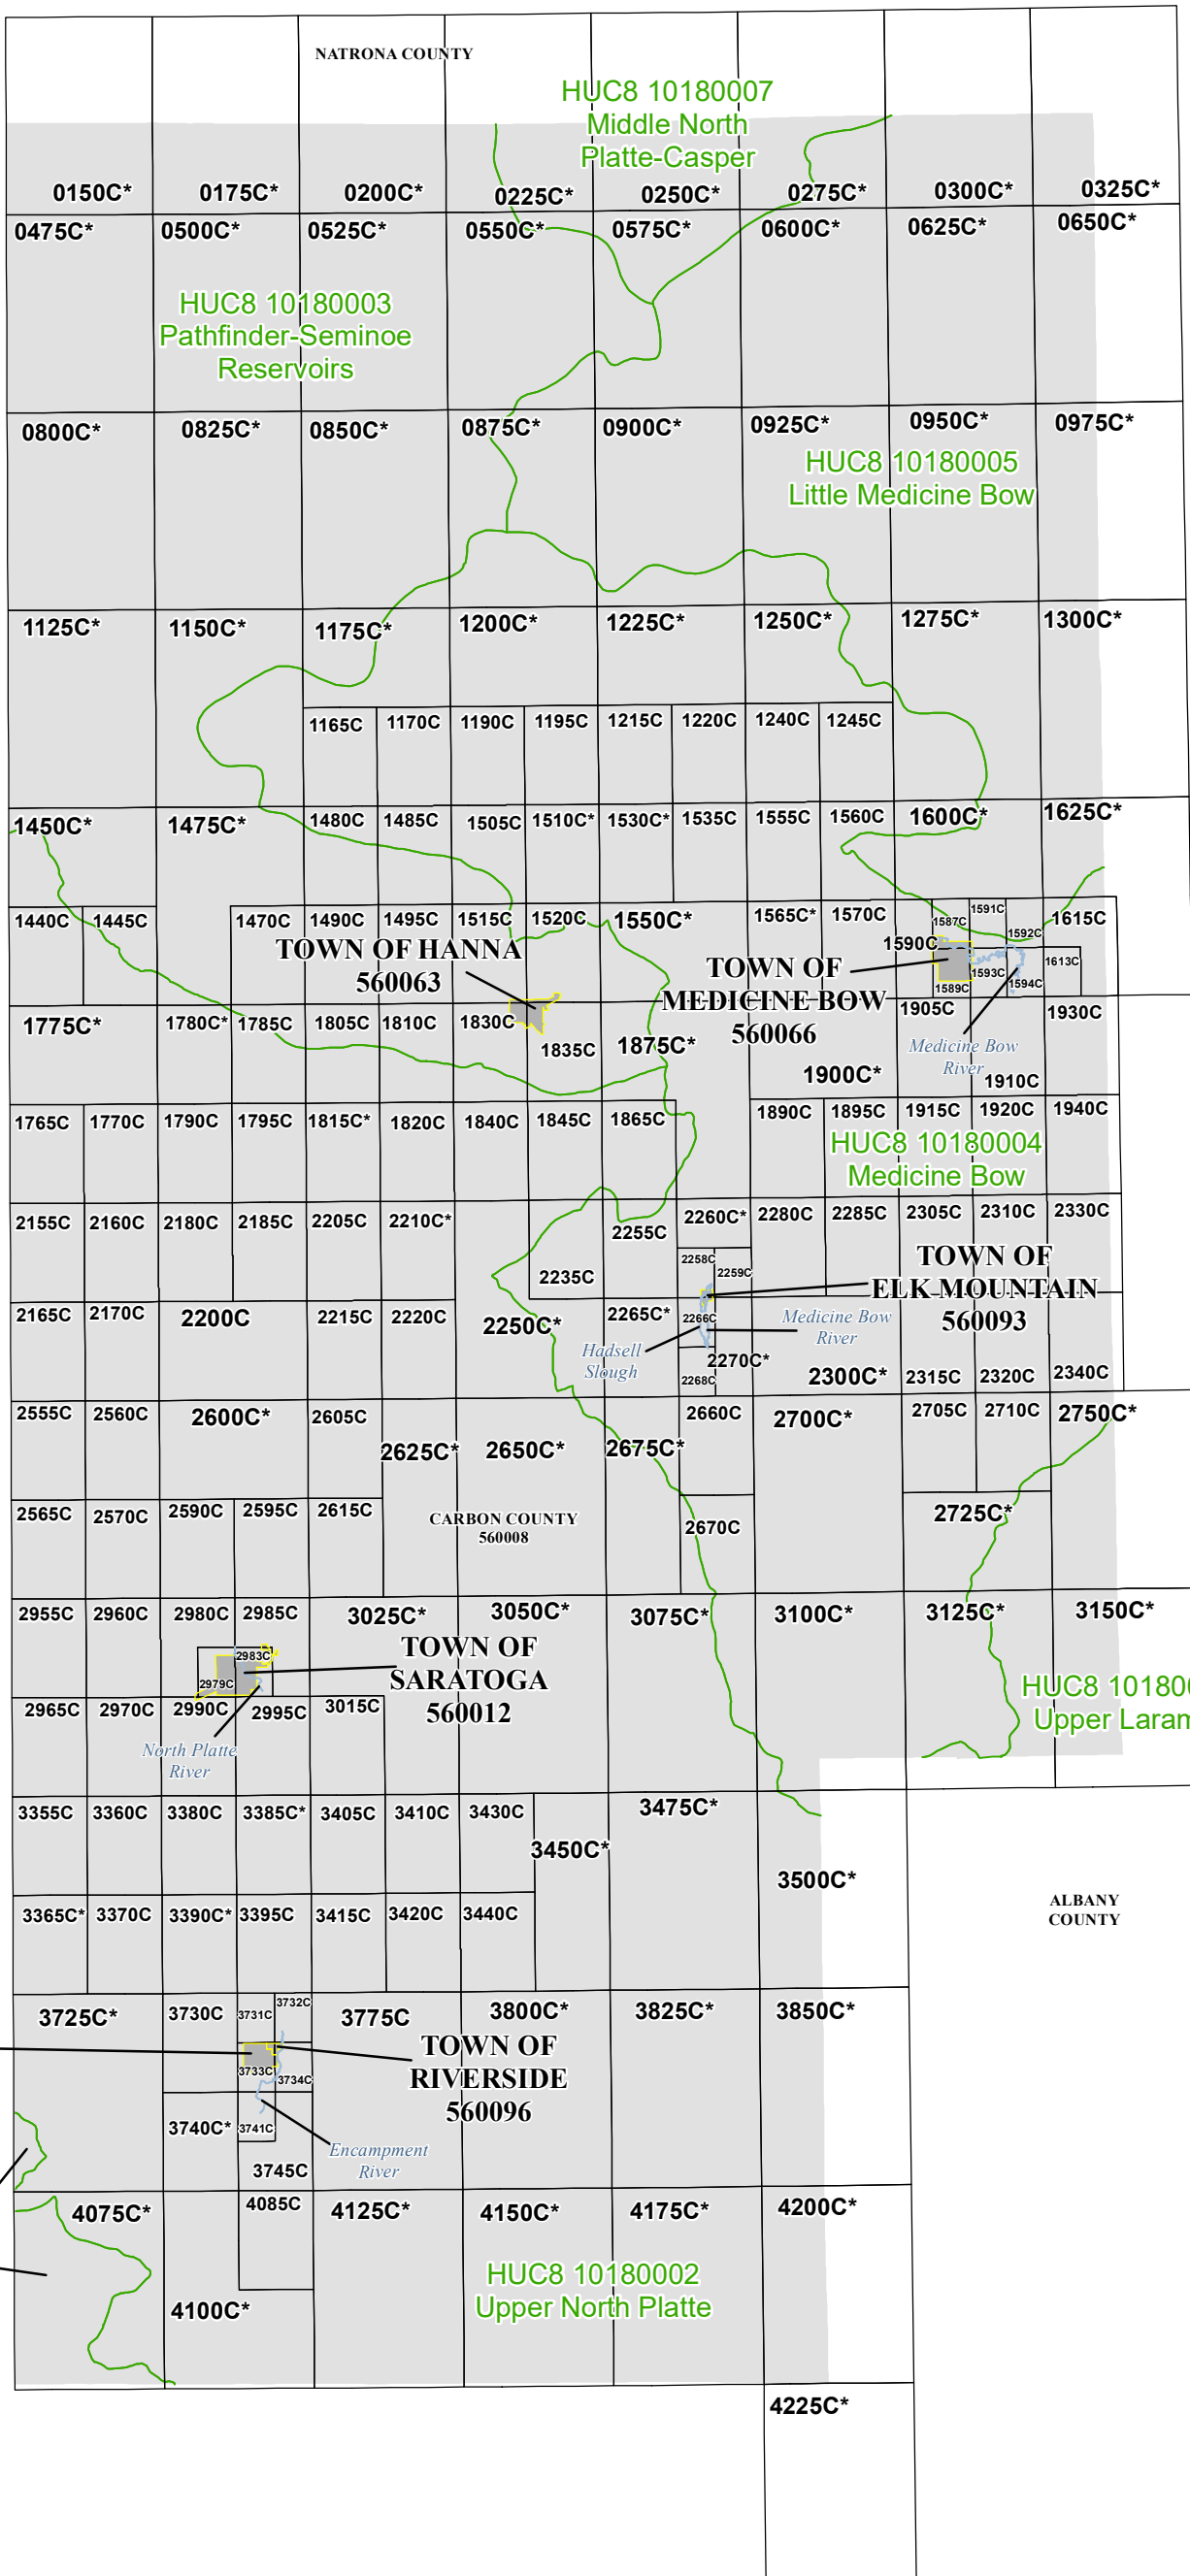 NATRONA COUNTY
HUC8 10180007
Middle North
Platte-Casper
0150C*
0175C*
0200C*
0225C*
0250C*
0275C*
0300C*
0325C*
0475C*
0500C*
0525C*
0550C*
0575C*
0600C*
0625C*
0650C*
HUC8 10180003
Pathfinder-Seminoe
Reservoirs
0800C*
0825C*
0850C*
0875C*
0900C*
0925C*
0950C*
0975C*
HUC8 10180005
Little Medicine Bow
1125C*
1150C*
1175C*
1200C*
1225C*
1250C*
1275C*
1300C*
1165C
1170C
1190C
1195C
1215C
1220C
1240C
1245C
1450C*
1475C*
1480C
1485C
1505C
1510C*
1530C*
1535C
1555C
1560C
1600C*
1625C*
1440C
1445C
1470C
1490C
1495C
1515C
1520C
1550C*
1565C*
1570C
1587C
1591C
1592C
1615C
TOWN OF HANNA
560063
TOWN OF
MEDICINE BOW
560066
1590C
1593C
1613C
1589C
1594C
1775C*
1780C*
1785C
1805C
1810C
1830C
1835C
1875C*
1900C*
1905C
1930C
Medicine Bow
River
1910C
1765C
1770C
1790C
1795C
1815C*
1820C
1840C
1845C
1865C
1890C
1895C
1915C
1920C
1940C
HUC8 10180004
Medicine Bow
2155C
2160C
2180C
2185C
2205C
2210C*
2235C
2255C
2260C*
2280C
2285C
2305C
2310C
2330C
2258C
2259C
TOWN OF
ELK MOUNTAIN
560093
2165C
2170C
2200C
2215C
2220C
2250C*
2265C*
2266C
Medicine Bow
River
Hadsell
Slough
2270C*
2268C
2300C*
2315C
2320C
2340C
2555C
2560C
2600C*
2605C
2625C*
2650C*
2675C*
2660C
2700C*
2705C
2710C
2750C*
2565C
2570C
2590C
2595C
2615C
CARBON COUNTY
560008
2670C
2725C*
2955C
2960C
2980C
2985C
3025C*
3050C*
3075C*
3100C*
3125C*
3150C*
2983C
2979C
TOWN OF
SARATOGA
560012
HUC8 101800
Upper Laram
2965C
2970C
2990C
2995C
3015C
North Platte
River
3355C
3360C
3380C
3385C*
3405C
3410C
3430C
3450C*
3475C*
3500C*
ALBANY
COUNTY
3365C*
3370C
3390C*
3395C
3415C
3420C
3440C
3725C*
3730C
3731C
3732C
3775C
3800C*
3825C*
3850C*
TOWN OF
RIVERSIDE
560096
3733C
3734C
3740C*
3741C
Encampment
River
3745C
4075C*
4085C
4125C*
4150C*
4175C*
4200C*
HUC8 10180002
Upper North Platte
4100C*
4225C*